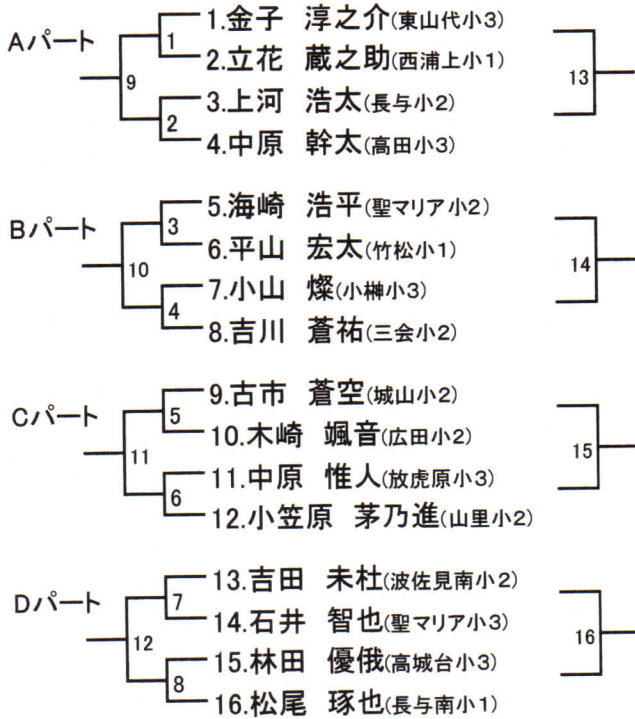 Aパート
1.金子 淳之介(東山代小3)
1
2.立花 蔵之助(西浦上小1)
9
13
3.上河 浩太(長与小2)
2
4.中原 幹太(高田小3)
Bパート
5.海崎 浩平(聖マリア小2)
3
6.平山 宏太(竹松小1)
10
14
7.小山 燦(小榊小3)
4
8.吉川 蒼祐(三会小2)
Cパート
9.古市 蒼空(城山小2)
5
10.木崎 颯音(広田小2)
11
15
11.中原 惟人(放虎原小3)
6
12.小笠原 茅乃進(山里小2)
Dパート
13.吉田 未杜(波佐見南小2)
7
14.石井 智也(聖マリア小3)
12
16
15.林田 優俄(高城台小3)
8
16.松尾 琢也(長与南小1)